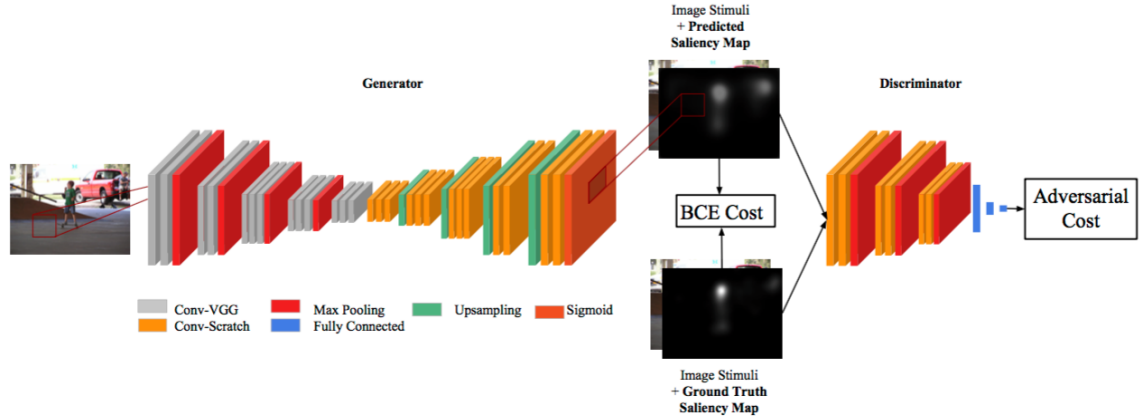 Image Stimuli
+ Predicted
Saliency Map
Generator
Discriminator
BCE Cost
Adversarial
Cost
Conv-VGG
Max Pooling
Upsampling
Sigmoid
Conv-Scratch
Fully Connected
Image Stimuli
+ Ground Truth
Saliency Map